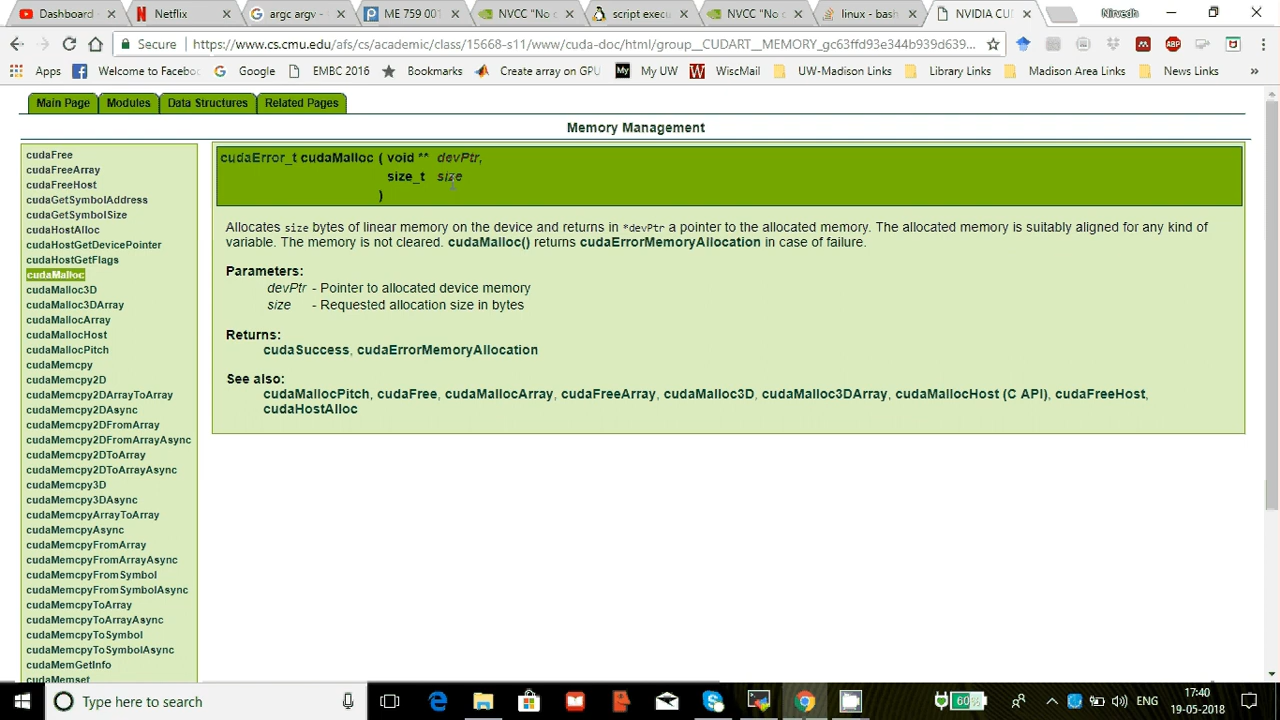 Dashboard
Netflix
argc argv -
ME 759 001
NVCC "No c
script execu
NVCC "No c
linux - bash
NVIDIA CU
Nirvedh
Secure
https://www.cs.cmu.edu/afs/cs/academic/class/15668-s11/www/cuda-doc/html/group__CUDART__MEMORY_gc63ffd93e344b939d639...
Apps
Welcome to Facebo
Google
EMBC 2016
Bookmarks
Create array on GPU
My UW
WiscMail
UW-Madison Links
Library Links
Madison Area Links
News Links
»
Main Page
Modules
Data Structures
Related Pages
Memory Management
cudaFree
cudaFreeArray
cudaFreeHost
cudaGetSymbolAddress
cudaGetSymbolSize
cudaHostAlloc
cudaHostGetDevicePointer
cudaHostGetFlags
cudaMalloc
cudaMalloc3D
cudaMalloc3DArray
cudaMallocArray
cudaMallocHost
cudaMallocPitch
cudaMemcpy
cudaMemcpy2D
cudaMemcpy2DArrayToArray
cudaMemcpy2DAsync
cudaMemcpy2DFromArray
cudaMemcpy2DFromArrayAsync
cudaMemcpy2DToArray
cudaMemcpy2DToArrayAsync
cudaMemcpy3D
cudaMemcpy3DAsync
cudaMemcpyArrayToArray
cudaMemcpyAsync
cudaMemcpyFromArray
cudaMemcpyFromArrayAsync
cudaMemcpyFromSymbol
cudaMemcpyFromSymbolAsync
cudaMemcpyToArray
cudaMemcpyToArrayAsync
cudaMemcpyToSymbol
cudaMemcpyToSymbolAsync
cudaMemGetInfo
cudaMemset
cudaError_t cudaMalloc ( void ** devPtr,
size_t size
)
Allocates size bytes of linear memory on the device and returns in *devPtr a pointer to the allocated memory. The allocated memory is suitably aligned for any kind of
variable. The memory is not cleared. cudaMalloc() returns cudaErrorMemoryAllocation in case of failure.
Parameters:
devPtr - Pointer to allocated device memory
size - Requested allocation size in bytes
Returns:
cudaSuccess, cudaErrorMemoryAllocation
See also:
cudaMallocPitch, cudaFree, cudaMallocArray, cudaFreeArray, cudaMalloc3D, cudaMalloc3DArray, cudaMallocHost (C API), cudaFreeHost,
cudaHostAlloc
Type here to search
60%
ENG
17:40
19-05-2018